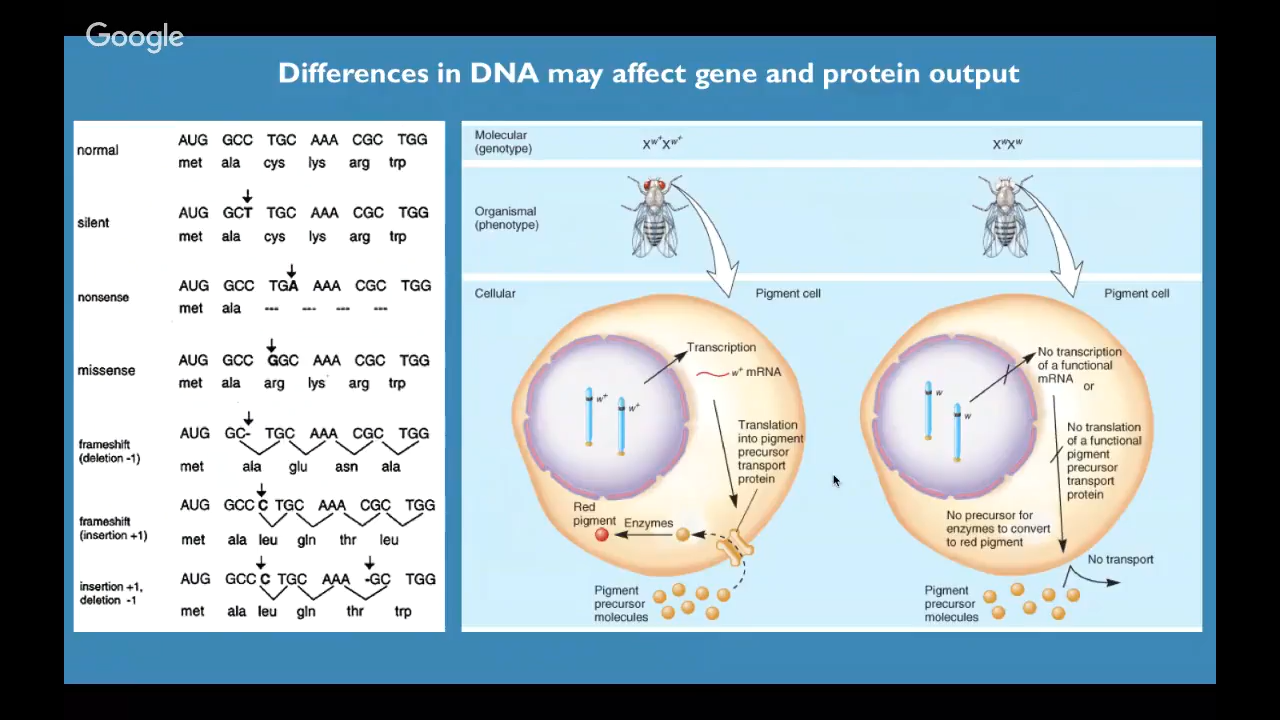 Google
Differences in DNA may affect gene and protein output
normal
AUG GCC TGC AAA CGC TGG
met ala cys lys arg trp
silent
AUG GCT TGC AAA CGC TGG
met ala cys lys arg trp
nonsense
AUG GCC TGA AAA CGC TGG
met ala --- --- --- ---
missense
AUG GCC GGC AAA CGC TGG
met ala arg lys arg trp
frameshift
(deletion -1)
AUG GC- TGC AAA CGC TGG
met ala glu asn ala
frameshift
(insertion +1)
AUG GCC C TGC AAA CGC TGG
met ala leu gln thr leu
insertion +1,
deletion -1
AUG GCC C TGC AAA -GC TGG
met ala leu gln thr trp
Molecular
(genotype)
Xw+Xw+
XwXw
Organismal
(phenotype)
Cellular
Pigment cell
Transcription
w+ mRNA
w+
w+
Translation
into pigment
precursor
transport
protein
Red
pigment
Enzymes
Pigment
precursor
molecules
Pigment cell
No transcription
of a functional
mRNA or
w
w
No translation
of a functional
pigment
precursor
transport
protein
No precursor for
enzymes to convert
to red pigment
No transport
Pigment
precursor
molecules